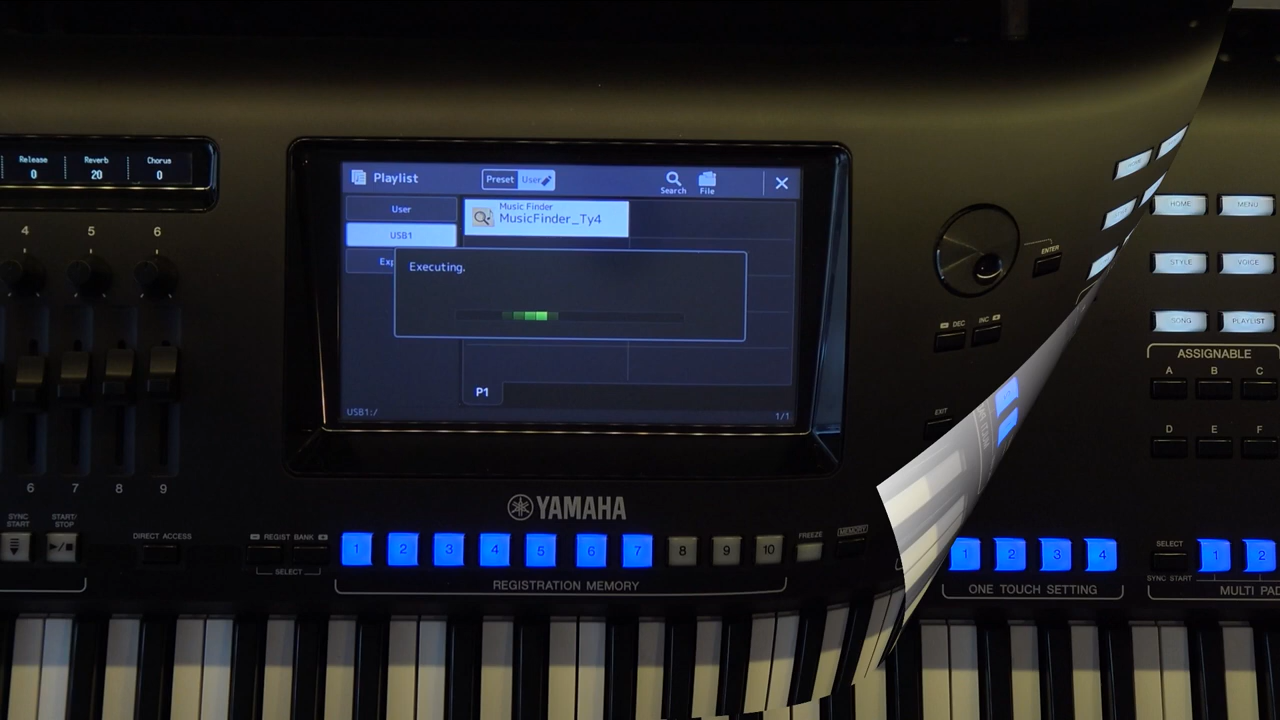 Release Reverb Chorus
0 20 0
4 5 6
6 7 8 9
SYNC START
START/STOP
DIRECT ACCESS
Playlist
Preset User
Search File
User
USB1
Exp
Music Finder
MusicFinder_Ty4
Executing.
P1
USB1:/
1/1
YAMAHA
REGIST BANK
SELECT
1 2 3 4 5 6 7 8 9 10
FREEZE
MEMORY
REGISTRATION MEMORY
ENTER
DEC INC
EXIT
HOME MENU
STYLE VOICE
SONG PLAYLIST
ASSIGNABLE
A B C
D E F
1 2 3 4
ONE TOUCH SETTING
SELECT
SYNC START
1 2
MULTI PAD